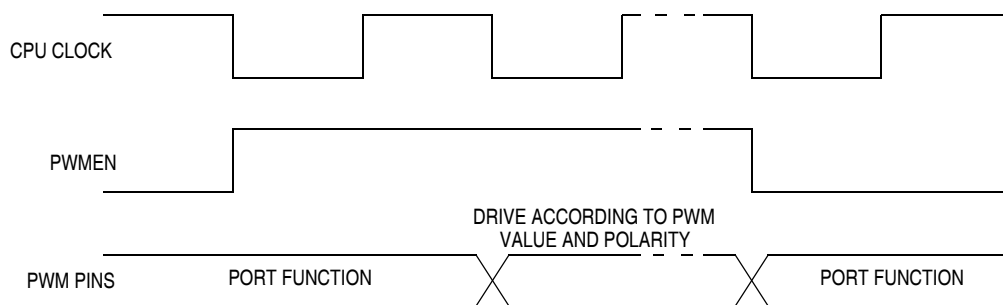 CPU CLOCK
PWMEN
DRIVE ACCORDING TO PWM
VALUE AND POLARITY
PWM PINS
PORT FUNCTION
PORT FUNCTION